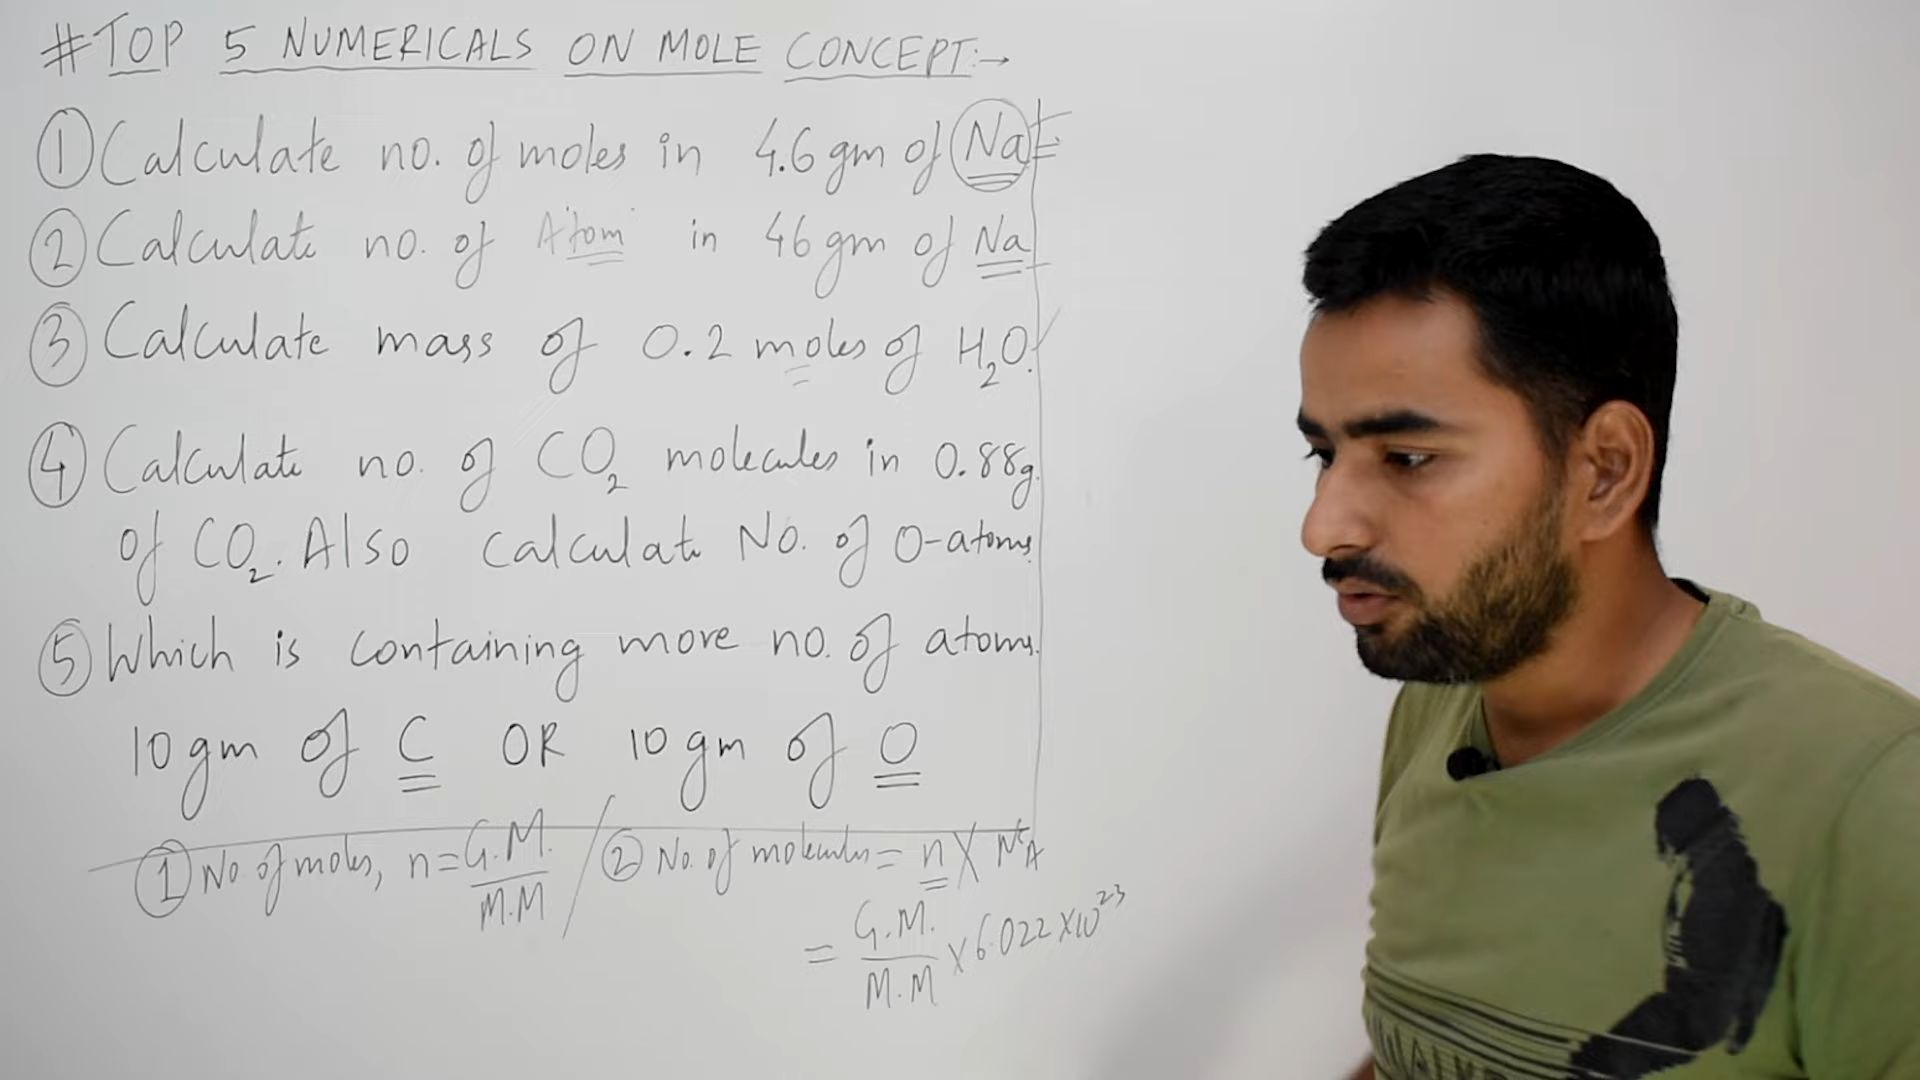 #TOP 5 NUMERICALS ON MOLE CONCEPT:→
① Calculate no. of moles in 4.6 gm of Na
② Calculate no. of Atom in 46 gm of Na
③ Calculate mass of 0.2 moles of H₂O.
④ Calculate no. of CO₂ molecules in 0.88g.
of CO₂. Also calculate No. of O-atoms.
⑤ Which is containing more no. of atoms.
10 gm of C OR 10 gm of O
① No. of moles, n = G.M. / M.M / ② No. of molecules = n X NA
= G.M. / M.M X 6.022 X 10²³